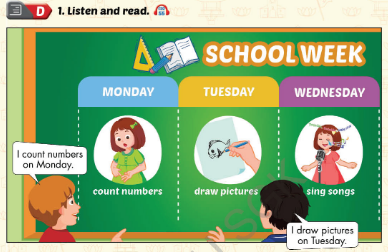 D 1. Listen and read.
SCHOOL WEEK
MONDAY TUESDAY WEDNESDAY
count numbers draw pictures sing songs
I count numbers
on Monday.
I draw pictures
on Tuesday.